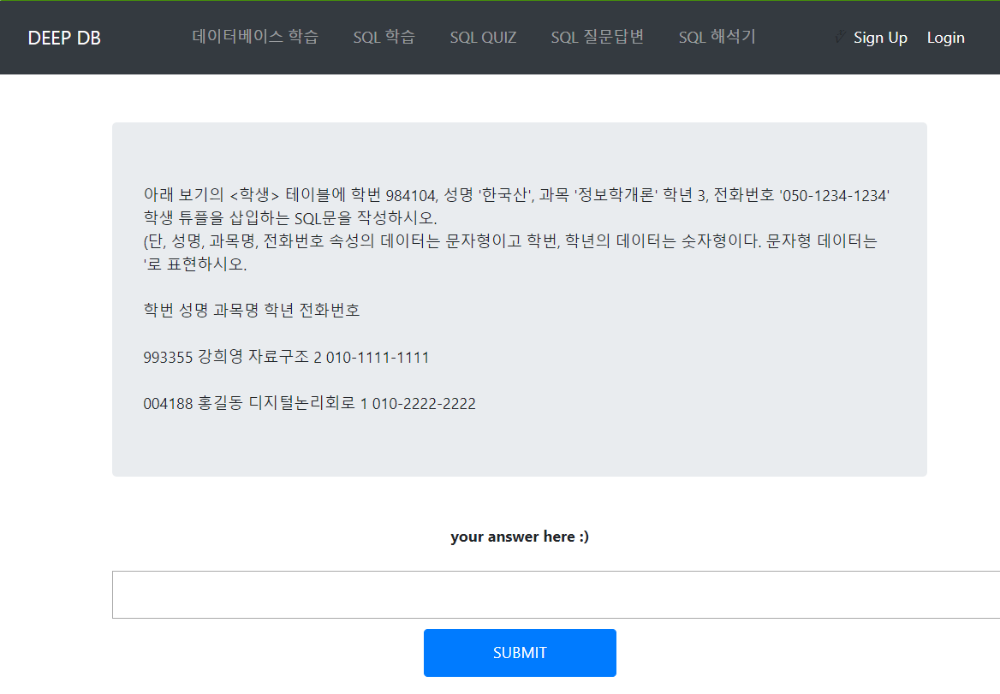 DEEP DB 데이터베이스 학습 SQL 학습 SQL QUIZ SQL 질문답변 SQL 해석기 Sign Up Login
아래 보기의 <학생> 테이블에 학번 984104, 성명 '한국산', 과목 '정보학개론' 학년 3, 전화번호 '050-1234-1234'
학생 튜플을 삽입하는 SQL문을 작성하시오.
(단, 성명, 과목명, 전화번호 속성의 데이터는 문자형이고 학번, 학년의 데이터는 숫자형이다. 문자형 데이터는
'로 표현하시오.
학번 성명 과목명 학년 전화번호
993355 강희영 자료구조 2 010-1111-1111
004188 홍길동 디지털논리회로 1 010-2222-2222
your answer here :)
SUBMIT